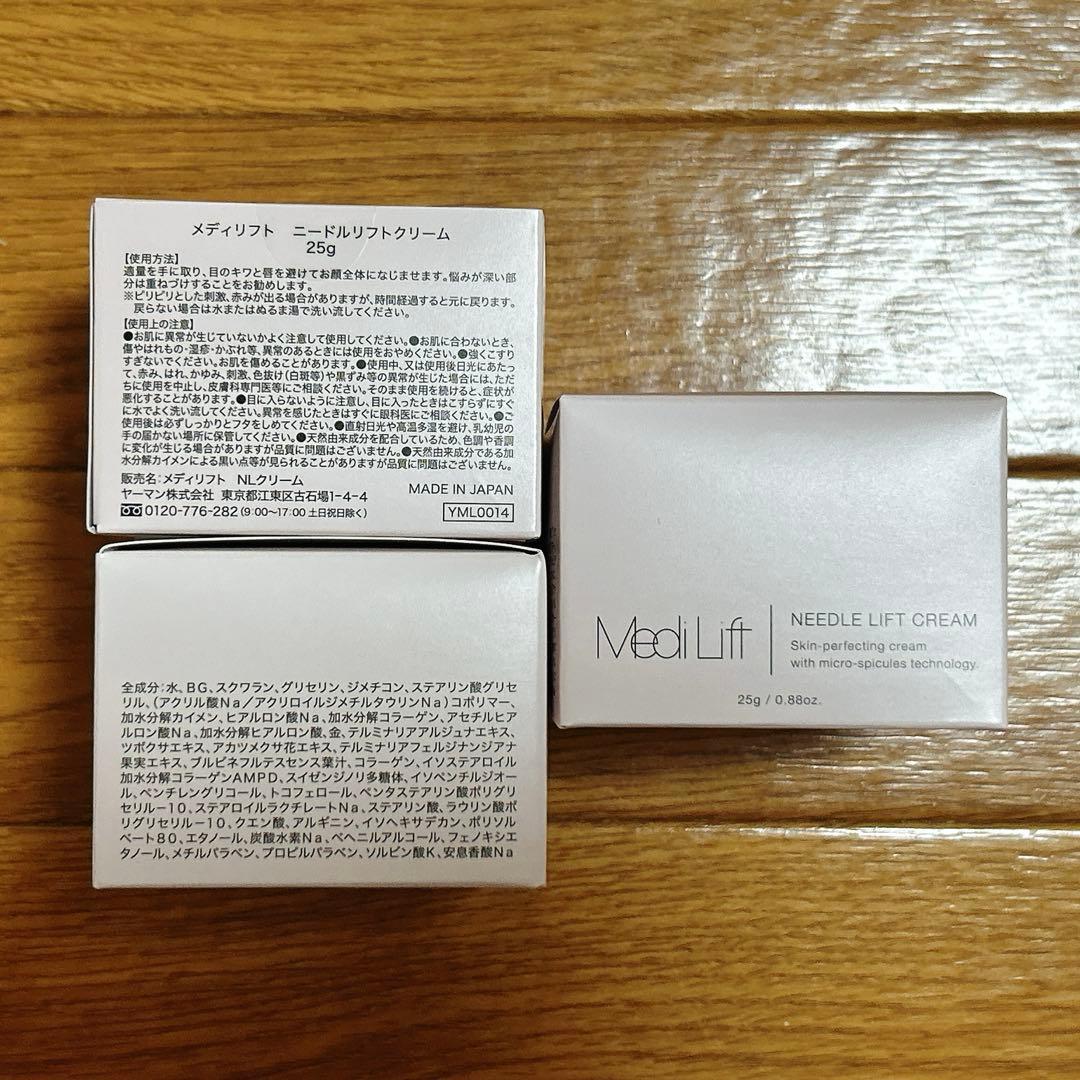 メディリフト ニードルリフトクリーム
25g
【使用方法】
適量を手に取り、目のキワと唇を避けてお顔全体になじませます。悩みが深い部
分は重ねづけすることをお勧めします。
※ピリピリとした刺激、赤みが出る場合がありますが、時間経過すると元に戻ります。
戻らない場合は水またはぬるま湯で洗い流してください。
【使用上の注意】
●お肌に異常が生じていないかよく注意して使用してください。●お肌に合わないとき、
傷やはれもの・湿疹・かぶれ等、異常のあるときには使用をおやめください。●強くこすり
すぎないでください。お肌を傷めることがあります。●使用中、又は使用後日光にあたっ
て、赤み、はれ、かゆみ、刺激、色抜け(白斑等)や黒ずみ等の異常が生じた場合には、ただ
ちに使用を中止し、皮膚科専門医等にご相談ください。そのまま使用を続けると、症状が
悪化することがあります。●目に入らないように注意し、目に入ったときはこすらずにすぐ
に水でよく洗い流してください。異常を感じたときはすぐに眼科医にご相談ください。●ご
使用後は必ずしっかりとフタをしめてください。●直射日光や高温多湿を避け、乳幼児の
手の届かない場所に保管してください。●天然由来成分を配合しているため、色調や香調
に変化が生じる場合がありますが品質に問題はございません。●天然由来成分である加
水分解カイメンによる黒い点等が見られることがありますが品質に問題はございません。
販売名:メディリフト NLクリーム
ヤーマン株式会社 東京都江東区古石場1-4-4
MADE IN JAPAN
0120-776-282(9:00〜17:00 土日祝日除く)
YML0014
全成分:水、BG、スクワラン、グリセリン、ジメチコン、ステアリン酸グリセ
リル、(アクリル酸Na/アクリロイルジメチルタウリンNa)コポリマー、
加水分解カイメン、ヒアルロン酸Na、加水分解コラーゲン、アセチルヒア
ルロン酸Na、加水分解ヒアルロン酸、金、テルミナリアアルジュナエキス、
ツボクサエキス、アカツメクサ花エキス、テルミナリアフェルジナンジアナ
果実エキス、ブルビネフルテスセンス葉汁、コラーゲン、イソステアロイル
加水分解コラーゲンAMPD、スイゼンジノリ多糖体、イソペンチルジオー
ル、ペンチレングリコール、トコフェロール、ペンタステアリン酸ポリグリ
セリル-10、ステアロイルラクチレートNa、ステアリン酸、ラウリン酸ポ
リグリセリル-10、クエン酸、アルギニン、イソヘキサデカン、ポリソル
ベート80、エタノール、炭酸水素Na、ベヘニルアルコール、フェノキシエ
タノール、メチルパラベン、プロピルパラベン、ソルビン酸K、安息香酸Na
Medi Lift
NEEDLE LIFT CREAM
Skin-perfecting cream
with micro-spicules technology.
25g / 0.88oz.